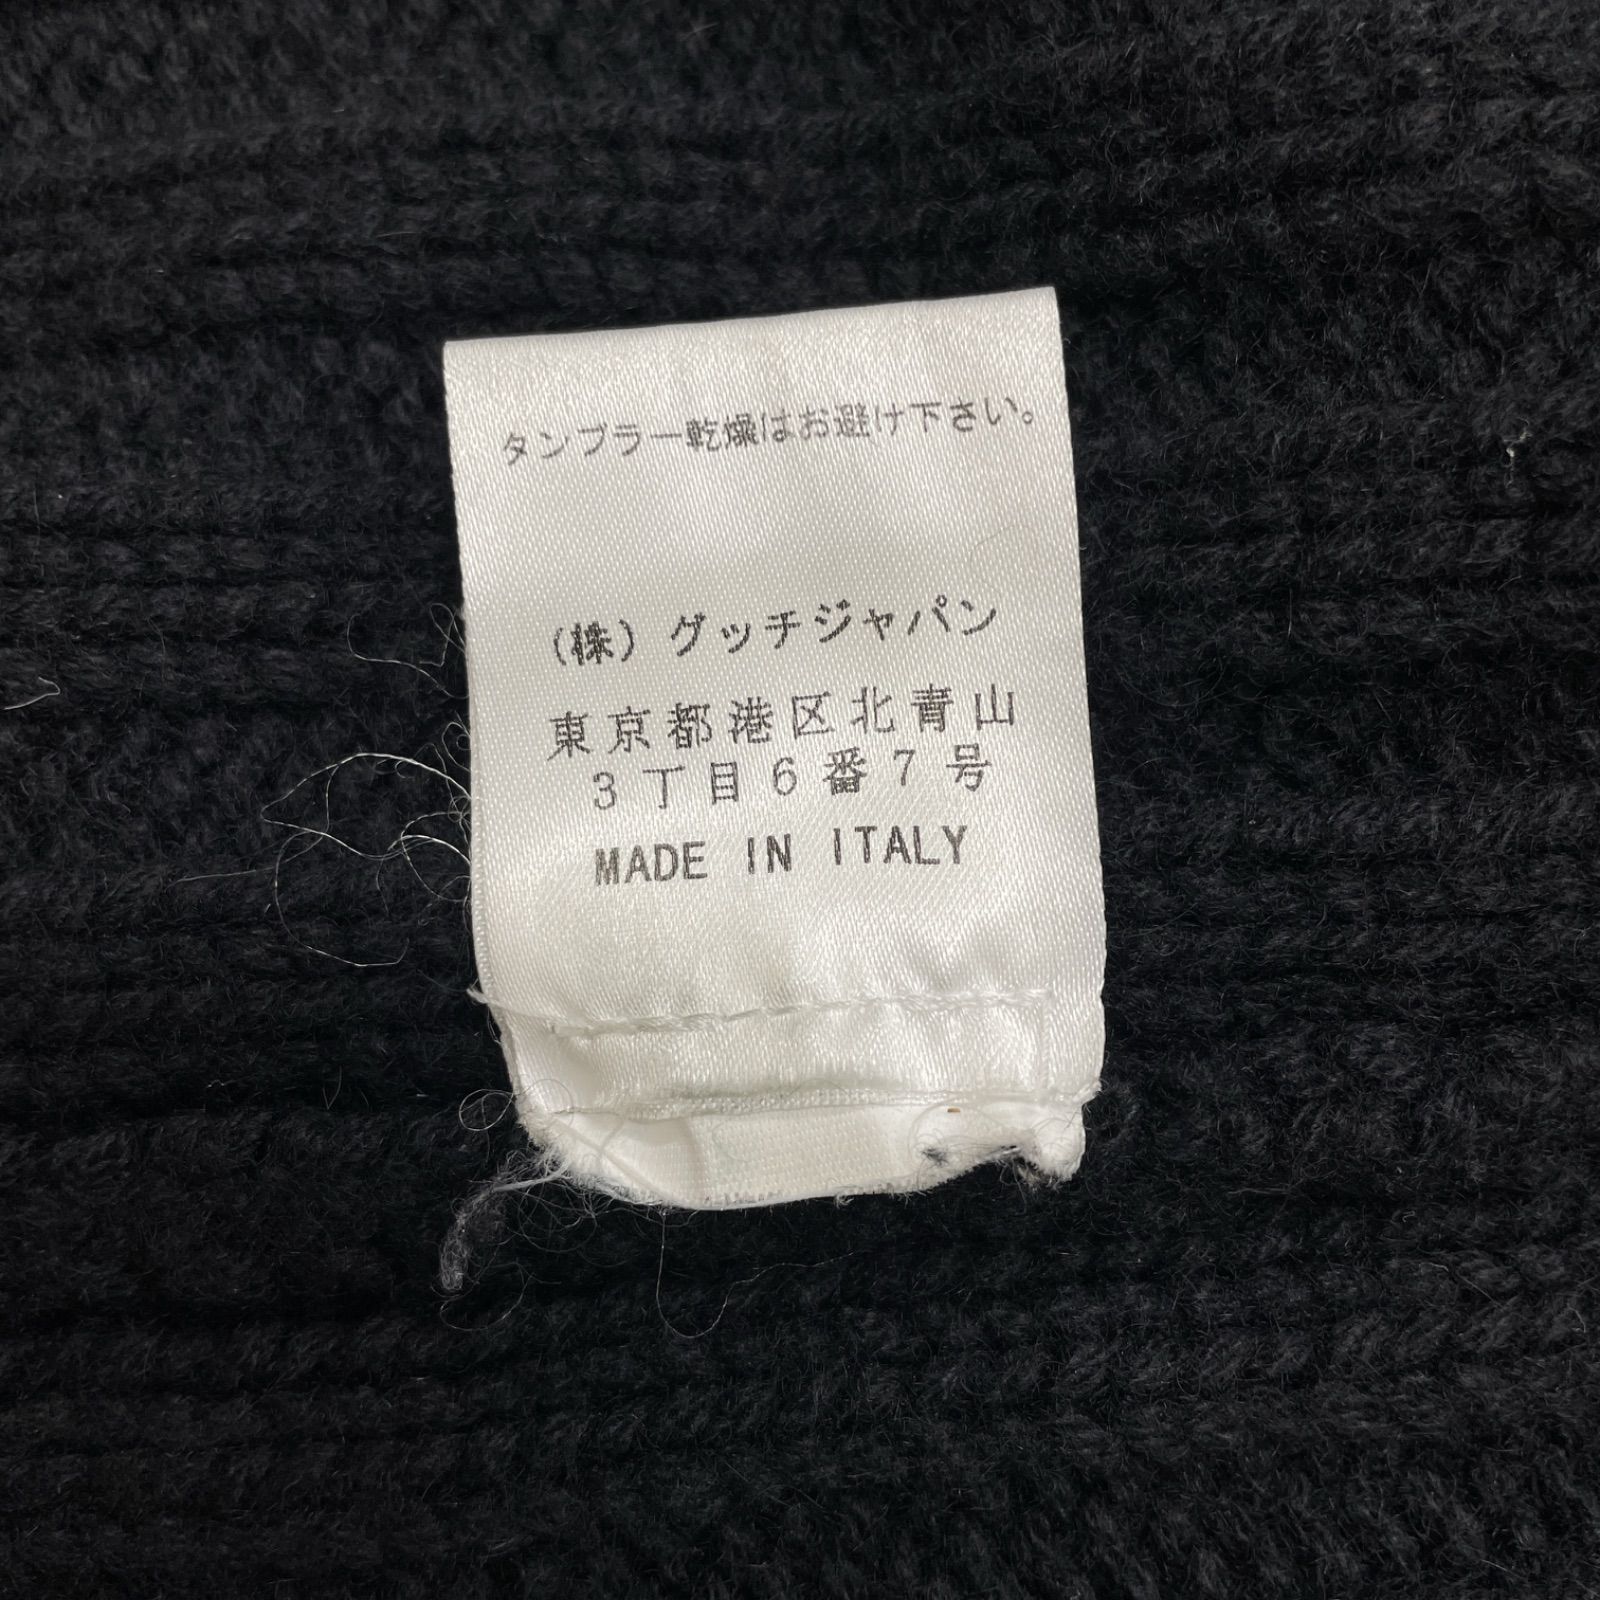 タンブラー乾燥はお避け下さい。
(株)グッチジャパン
東京都港区北青山
3丁目6番7号
MADE IN ITALY